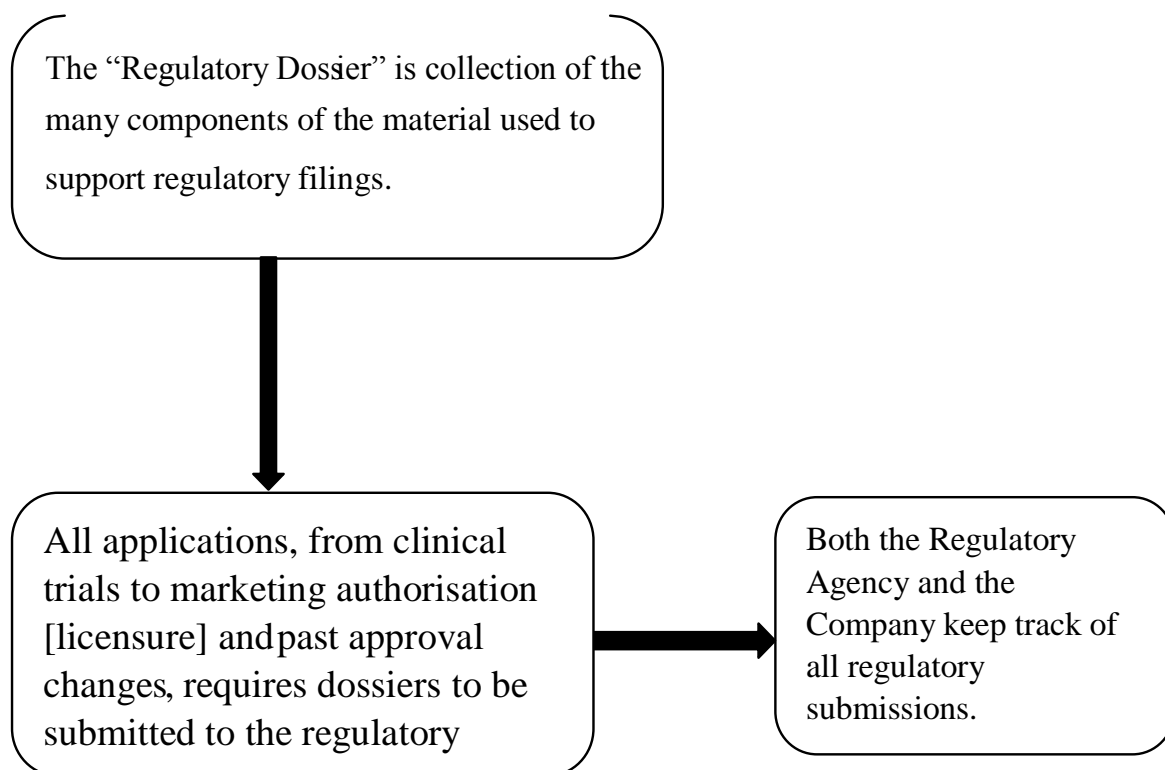 The “Regulatory Dossier” is collection of the
many components of the material used to
support regulatory filings.
All applications, from clinical
trials to marketing authorisation
[licensure] and past approval
changes, requires dossiers to be
submitted to the regulatory
Both the Regulatory
Agency and the
Company keep track of
all regulatory
submissions.